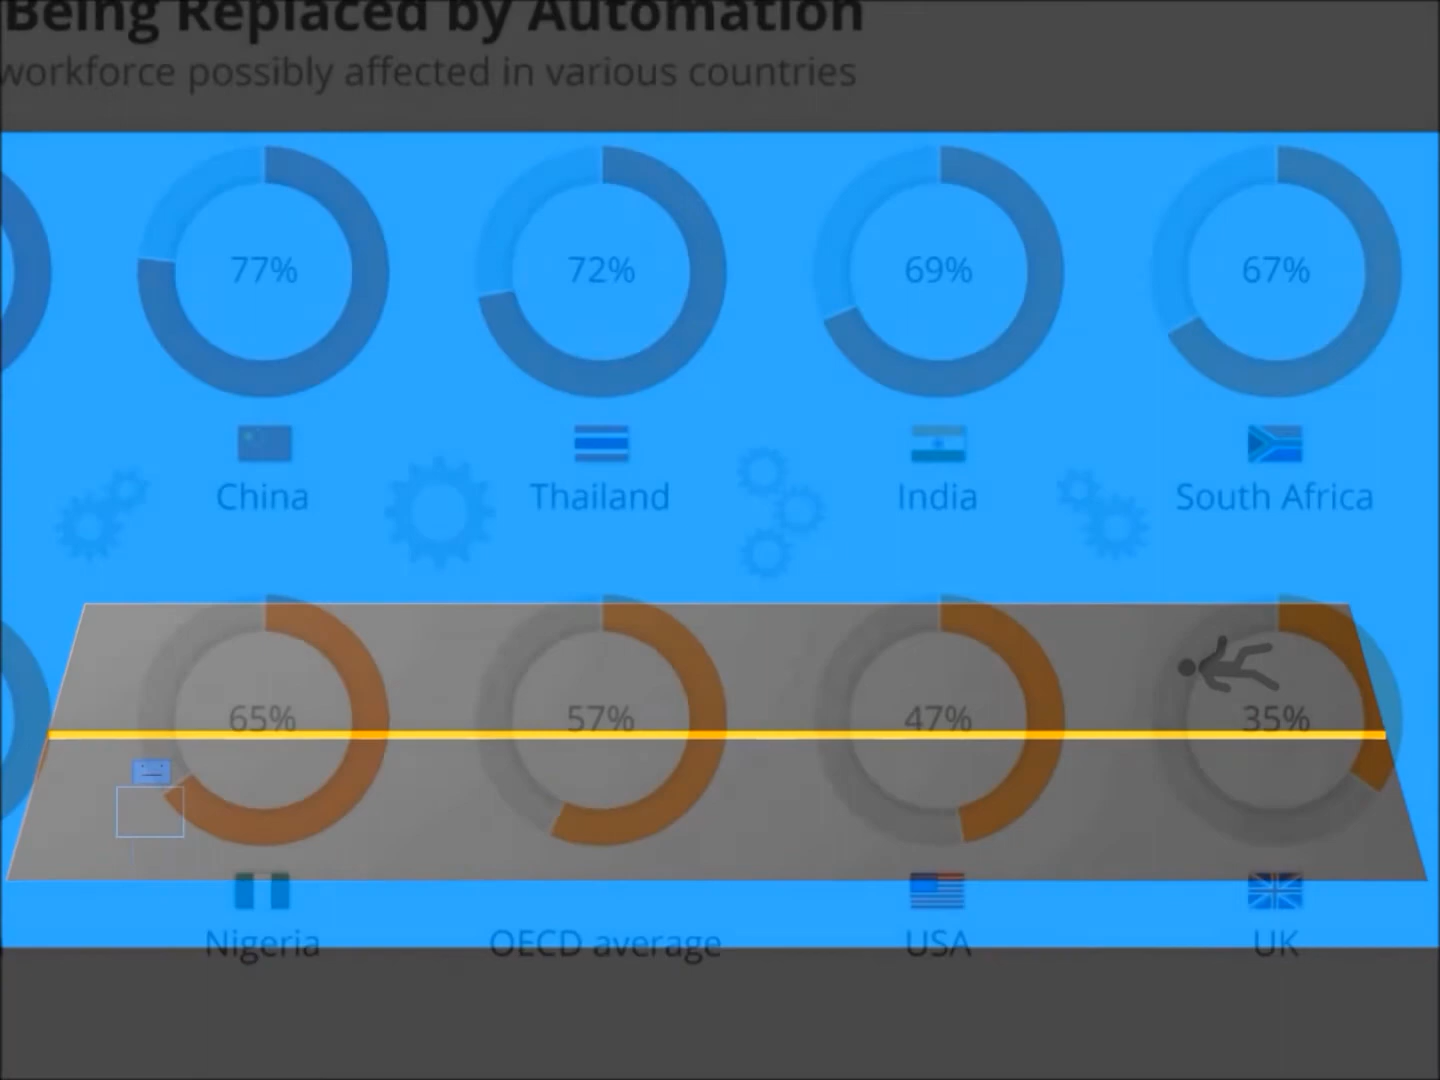 Being Replaced by Automation
workforce possibly affected in various countries
77% 72% 69% 67%
China Thailand India South Africa
65% 57% 47% 35%
Nigeria OECD average USA UK